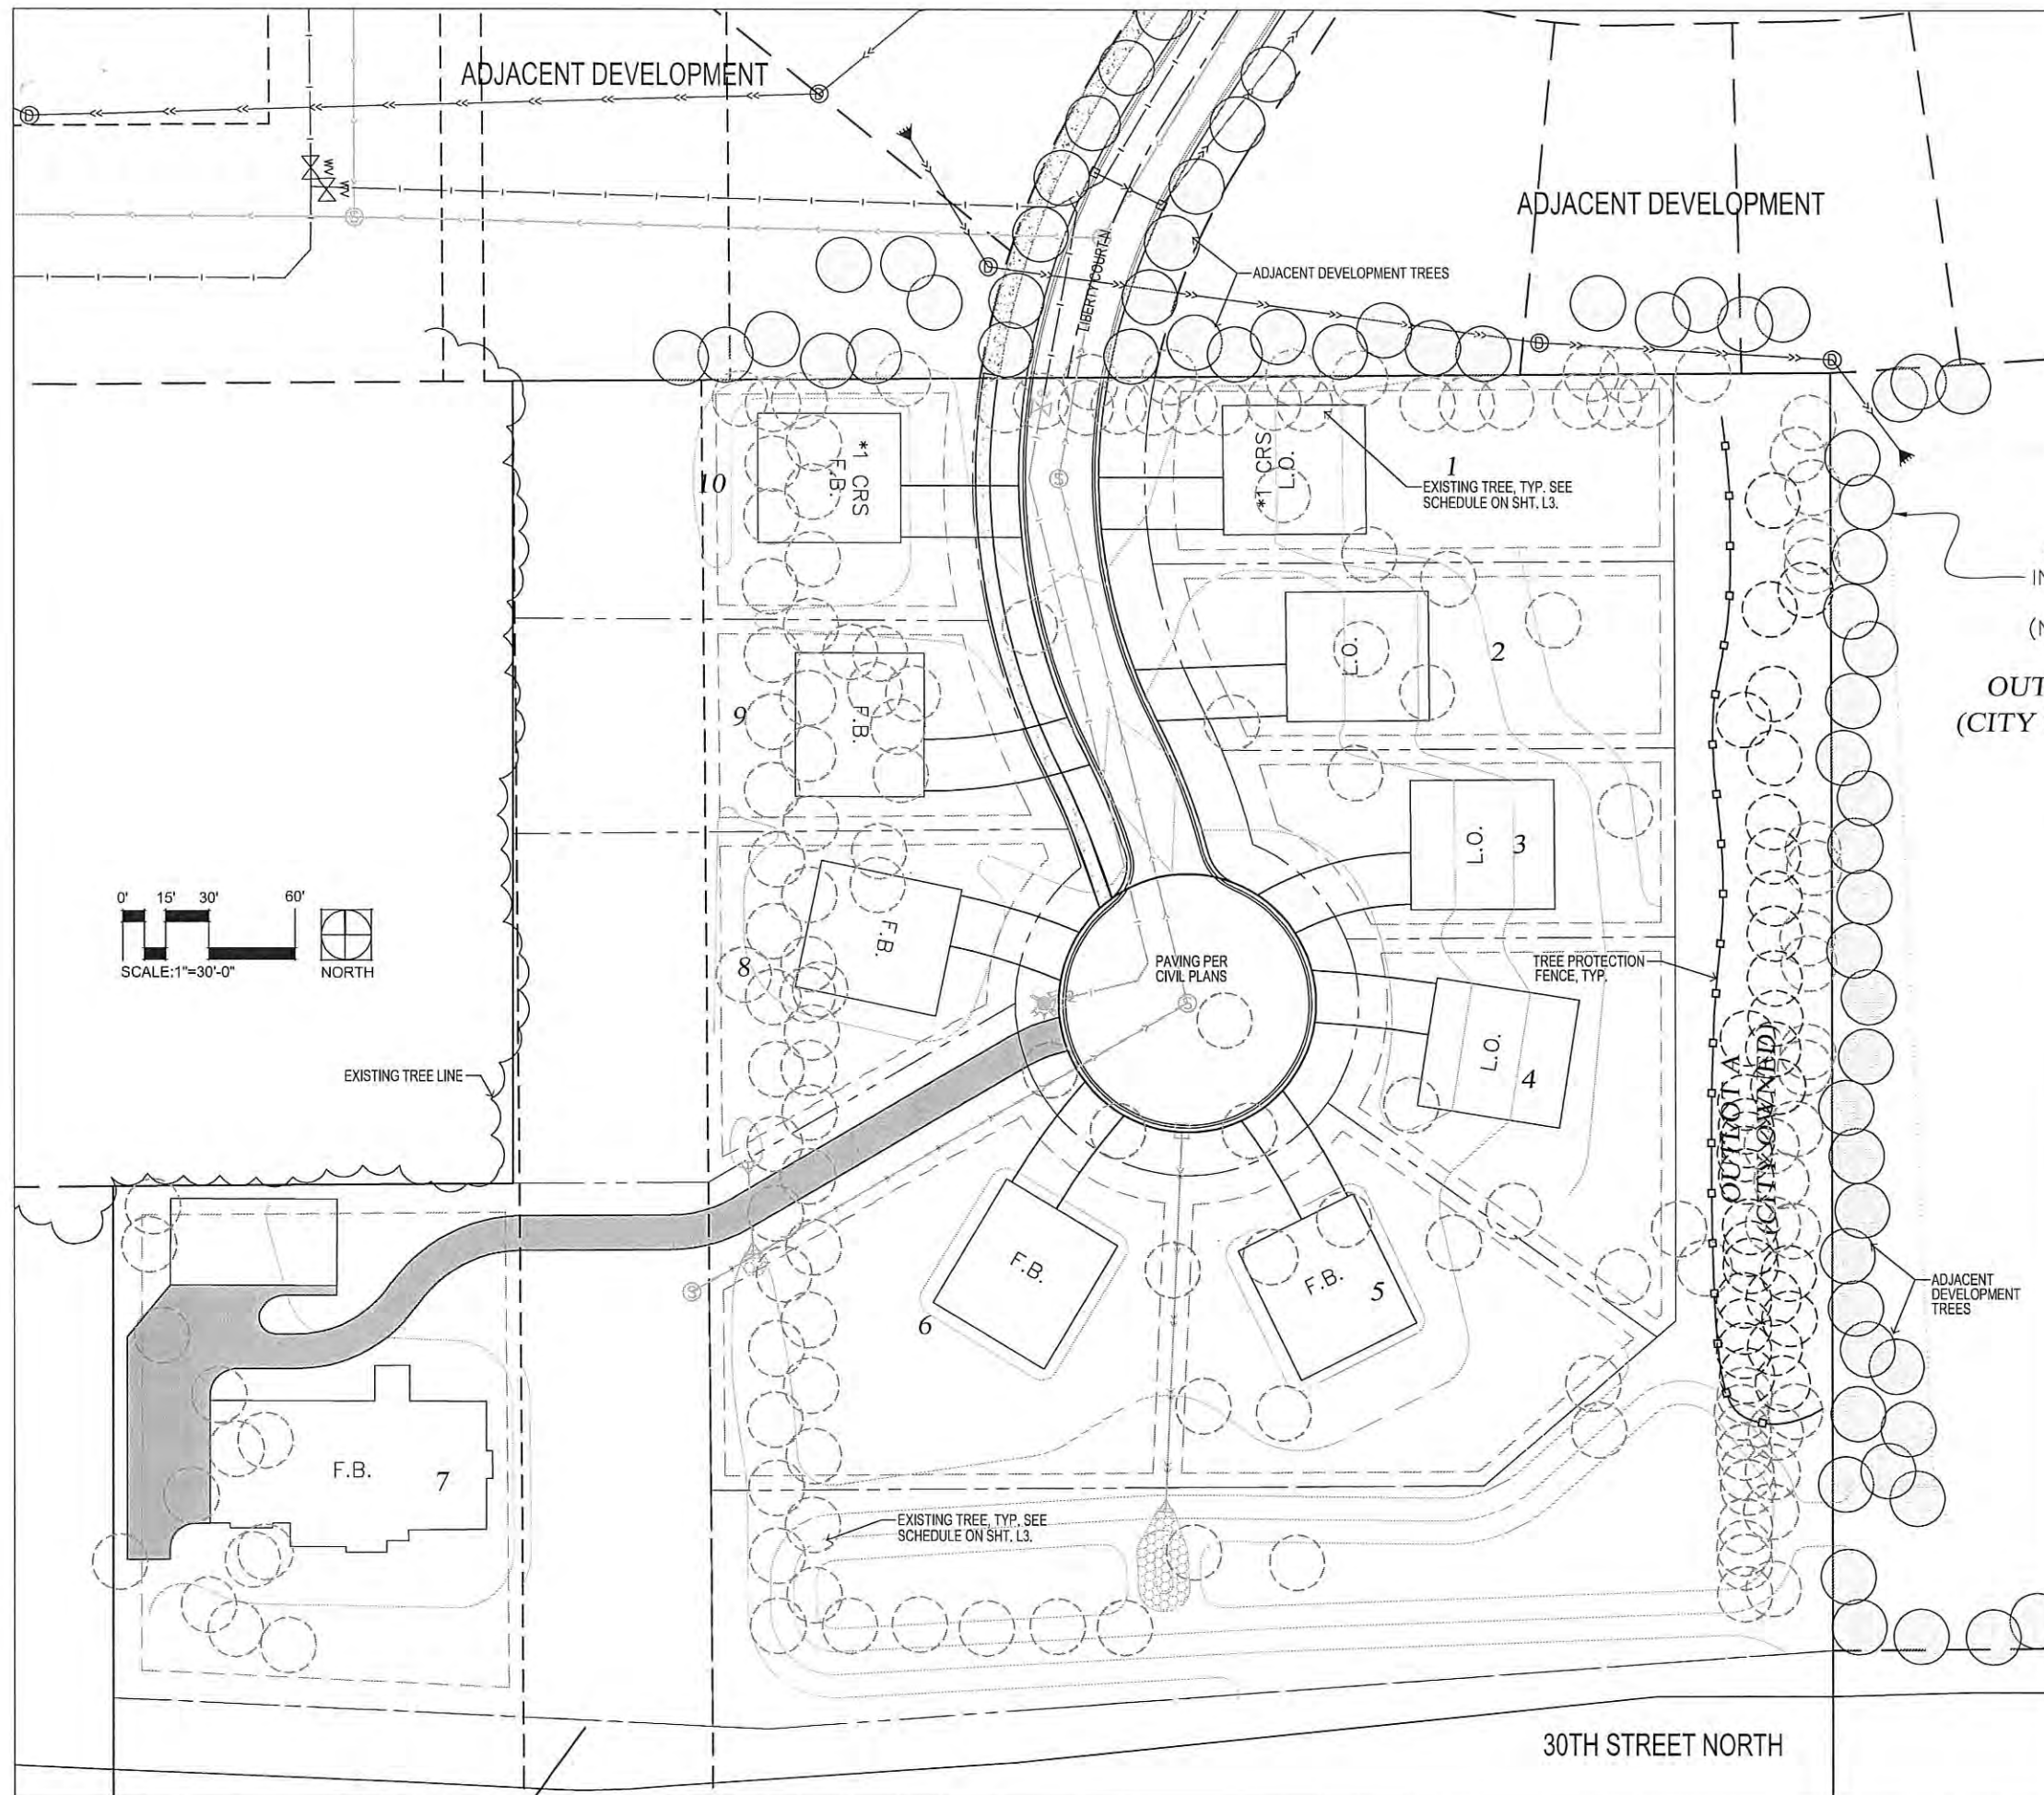 ADJACENT DEVELOPMENT
WV
WV
ADJACENT DEVELOPMENT
LIBERTY COURT N
ADJACENT DEVELOPMENT TREES
10
*1 CRS
F.B.
*1 CRS
L.O.
1
EXISTING TREE, TYP. SEE
SCHEDULE ON SHT. L3.
L.O.
2
OUT
(CITY
9
F.B.
L.O.
3
0' 15' 30' 60'
SCALE:1"=30'-0"
NORTH
F.B.
8
PAVING PER
CIVIL PLANS
TREE PROTECTION
FENCE, TYP.
L.O.
4
EXISTING TREE LINE
OUTLOT A
(CITY OWNED)
F.B.
6
F.B.
5
ADJACENT
DEVELOPMENT
TREES
F.B.
7
EXISTING TREE, TYP. SEE
SCHEDULE ON SHT. L3.
30TH STREET NORTH